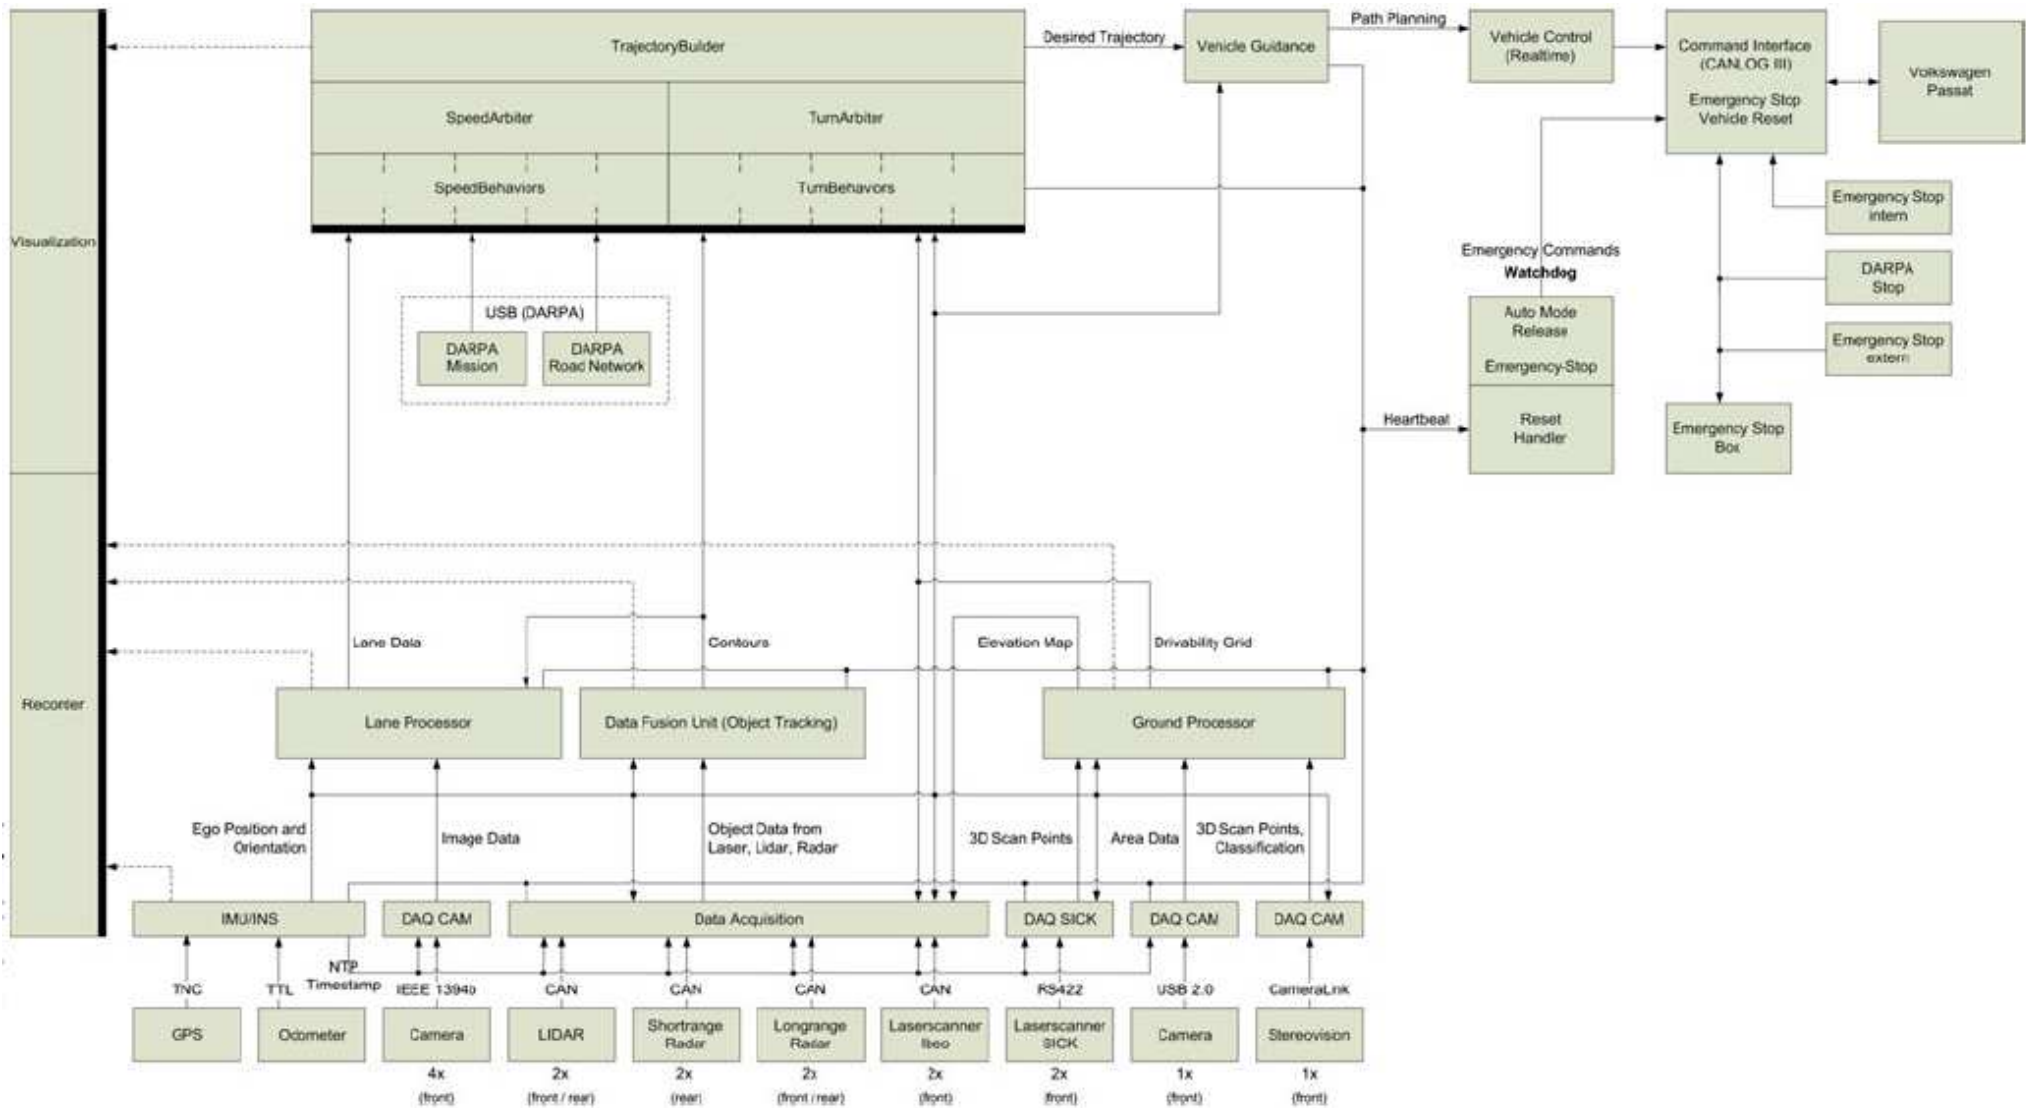 TrajectoryBuilder
Desired Trajectory
Vehicle Guidance
Path Planning
Vehicle Control
(Realtime)
Command Interface
(CANLOG III)
Emergency Stop
Vehicle Reset
Volkswagen
Passat
SpeedArbiter
TurnArbiter
SpeedBehaviors
TurnBehaviors
Visualization
Emergency Stop
intern
DARPA
Stop
Emergency Stop
extern
Emergency Stop
Box
Emergency Commands
Watchdog
Auto Mode
Release
Emergency-Stop
Reset
Handler
Heartbeat
USB (DARPA)
DARPA
Mission
DARPA
Road Network
Recorder
Lane Data
Contours
Elevation Map
Drivability Grid
Lane Processor
Data Fusion Unit (Object Tracking)
Ground Processor
Ego Position and
Orientation
Image Data
Object Data from
Laser, Lidar, Radar
3D Scan Points
Area Data
3D Scan Points,
Classification
IMU/INS
DAQ CAM
Data Acquisition
DAQ SICK
DAQ CAM
DAQ CAM
TNC
TTL
NTP
Timestamp
IEEE 1394b
CAN
CAN
CAN
CAN
RS422
USB 2.0
CameraLink
GPS
Odometer
Camera
LIDAR
Shortrange
Radar
Longrange
Radar
Laserscanner
Ibeo
Laserscanner
SICK
Camera
Stereovision
4x
2x
2x
2x
2x
2x
1x
1x
(front)
(front / rear)
(rear)
(front / rear)
(front)
(front)
(front)
(front)